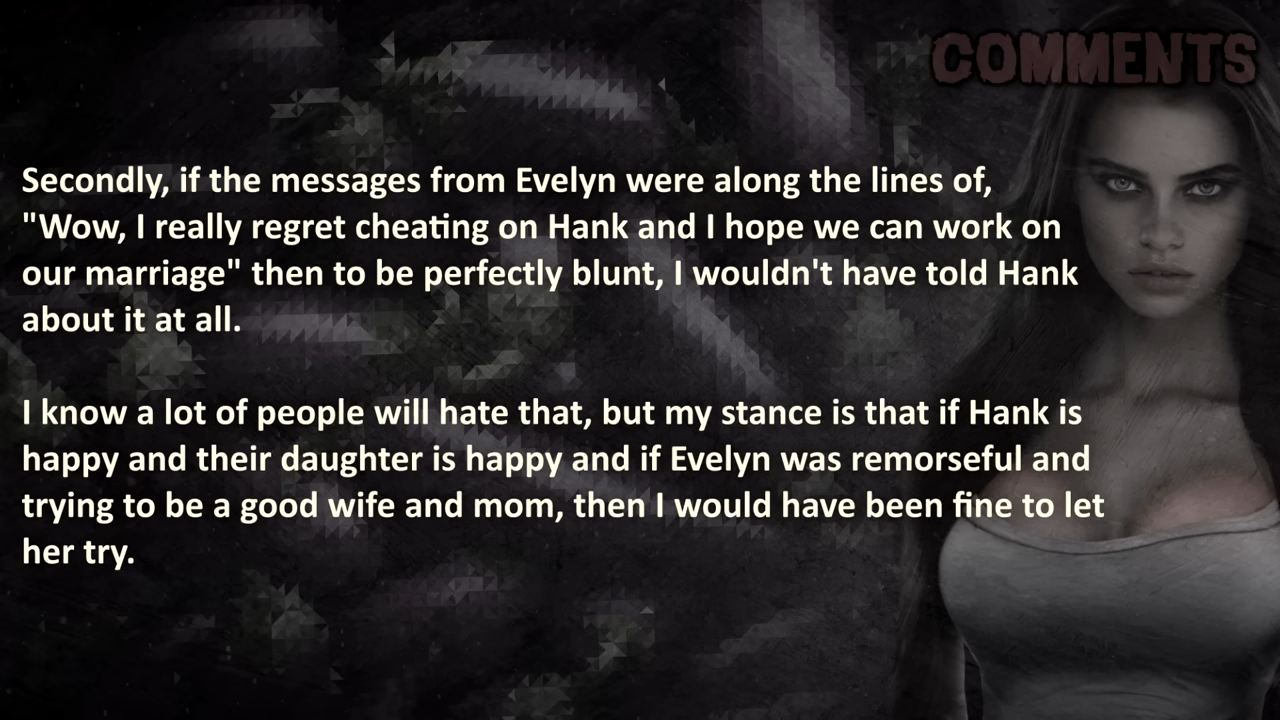 COMMENTS
Secondly, if the messages from Evelyn were along the lines of,
"Wow, I really regret cheating on Hank and I hope we can work on
our marriage" then to be perfectly blunt, I wouldn't have told Hank
about it at all.
I know a lot of people will hate that, but my stance is that if Hank is
happy and their daughter is happy and if Evelyn was remorseful and
trying to be a good wife and mom, then I would have been fine to let
her try.